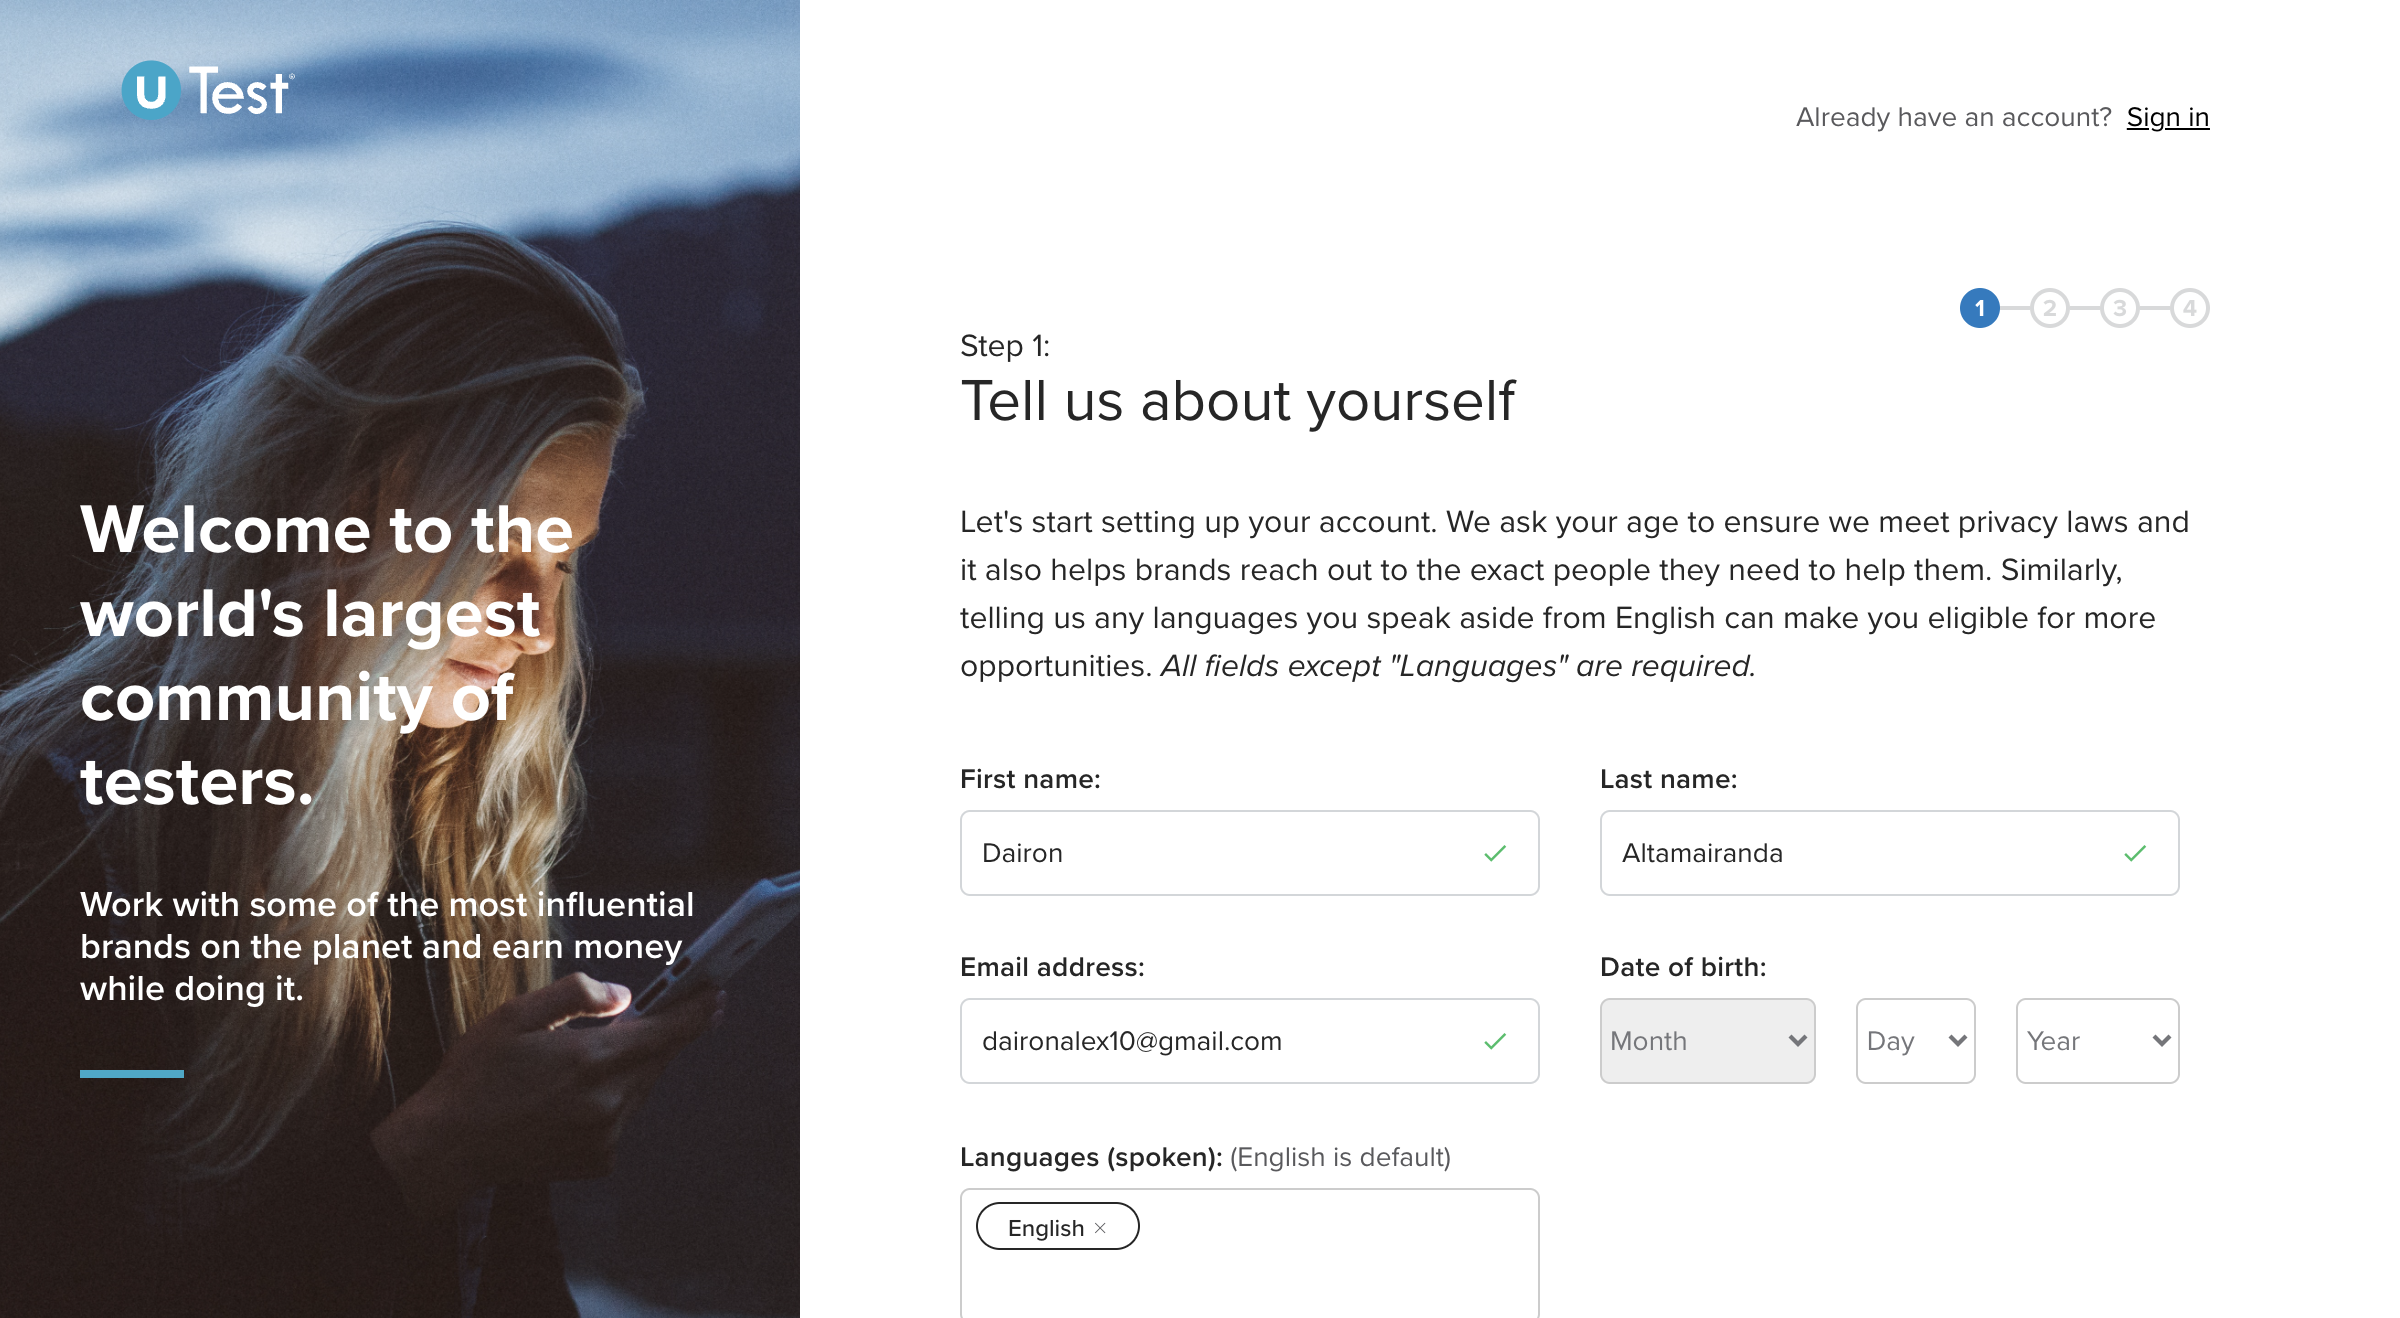 U Test®
Welcome to the
world's largest
community of
testers.
Work with some of the most influential
brands on the planet and earn money
while doing it.
Already have an account? Sign in
1 2 3 4
Step 1:
Tell us about yourself
Let's start setting up your account. We ask your age to ensure we meet privacy laws and
it also helps brands reach out to the exact people they need to help them. Similarly,
telling us any languages you speak aside from English can make you eligible for more
opportunities. All fields except "Languages" are required.
First name:
Last name:
Dairon
Altamairanda
Email address:
Date of birth:
daironalex10@gmail.com
Month
Day
Year
Languages (spoken): (English is default)
English ×